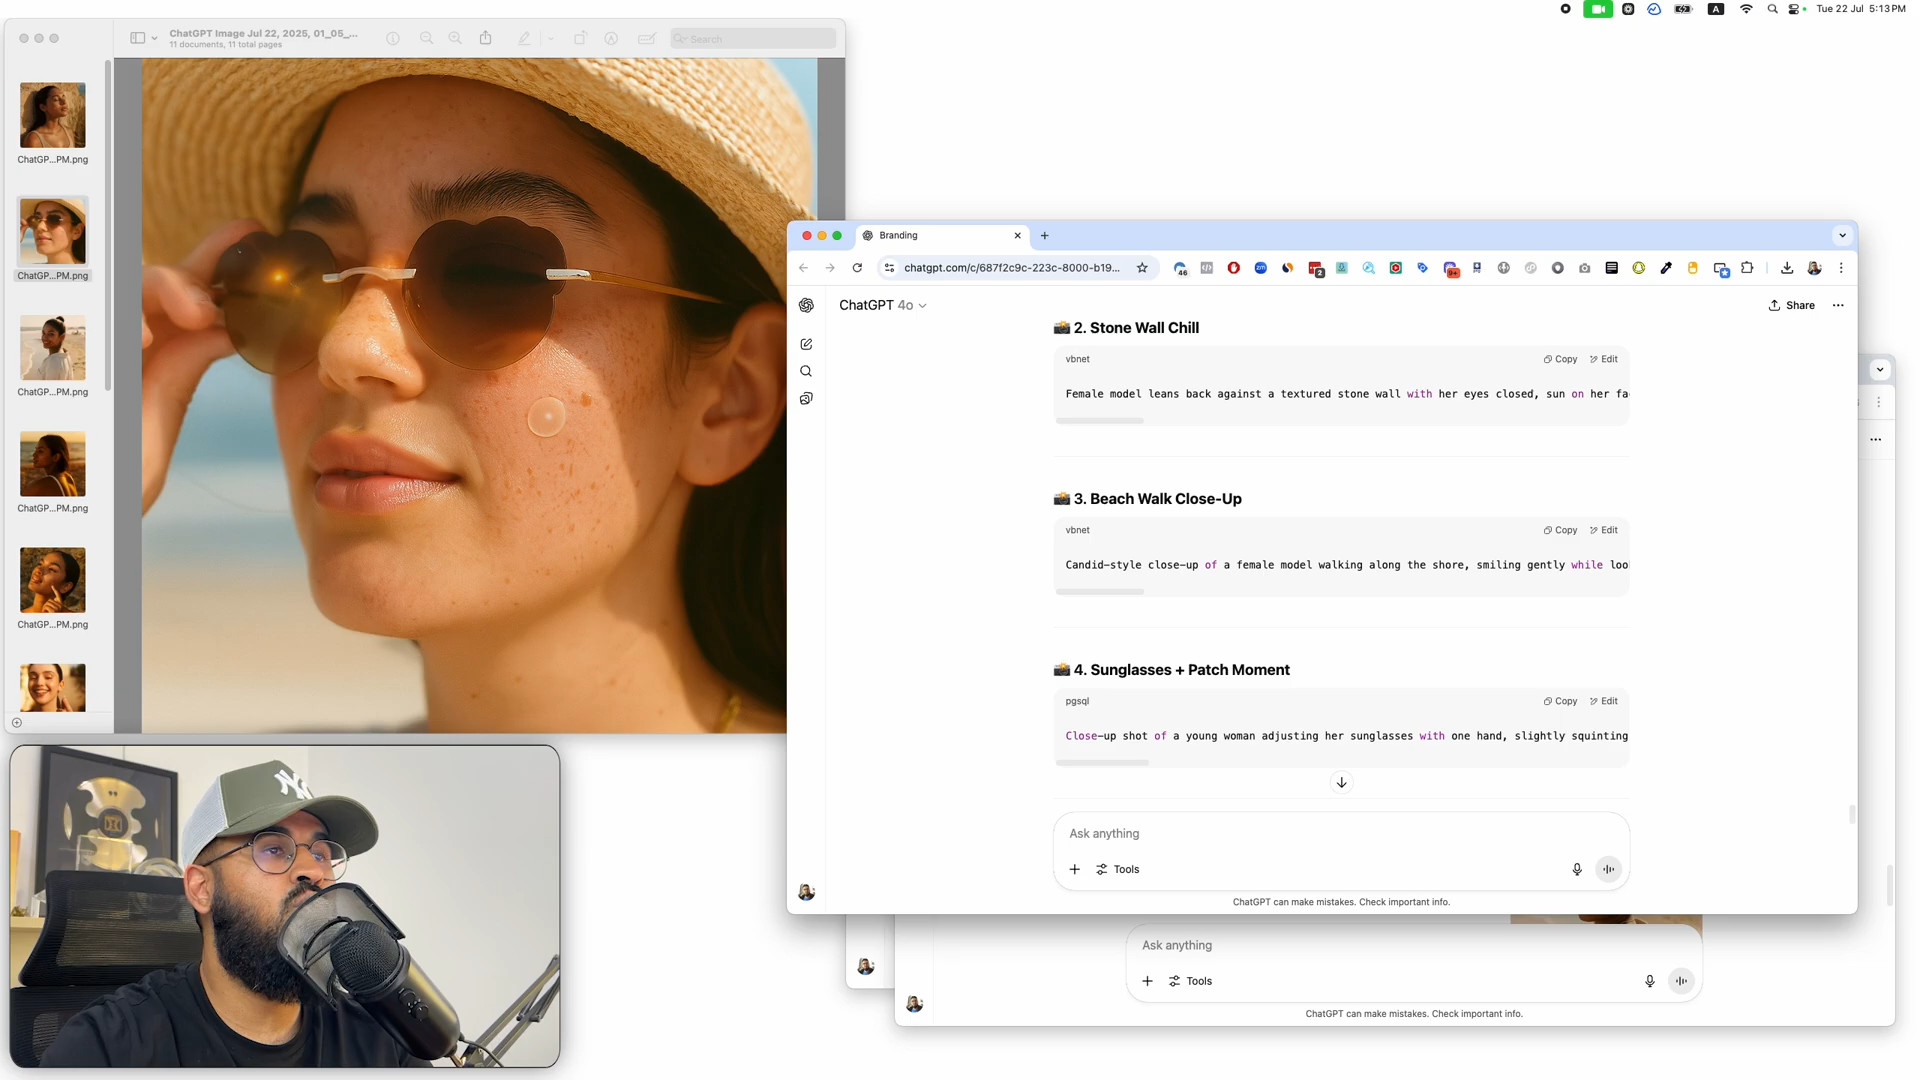 Tue 22 Jul 5:13 PM
ChatGPT Image Jul 22, 2025, 01_05_...
11 documents, 11 total pages
Search
ChatGP...PM.png
ChatGP...PM.png
ChatGP...PM.png
ChatGP...PM.png
ChatGP...PM.png
Branding
chatgpt.com/c/687f2c9c-223c-8000-b19...
46
2
9+
ChatGPT 4o
Share
📸 2. Stone Wall Chill
vbnet
Copy
Edit
Female model leans back against a textured stone wall with her eyes closed, sun on her fa
📸 3. Beach Walk Close-Up
vbnet
Copy
Edit
Candid-style close-up of a female model walking along the shore, smiling gently while loo
📸 4. Sunglasses + Patch Moment
pgsql
Copy
Edit
Close-up shot of a young woman adjusting her sunglasses with one hand, slightly squinting
Ask anything
Tools
ChatGPT can make mistakes. Check important info.
Ask anything
Tools
ChatGPT can make mistakes. Check important info.